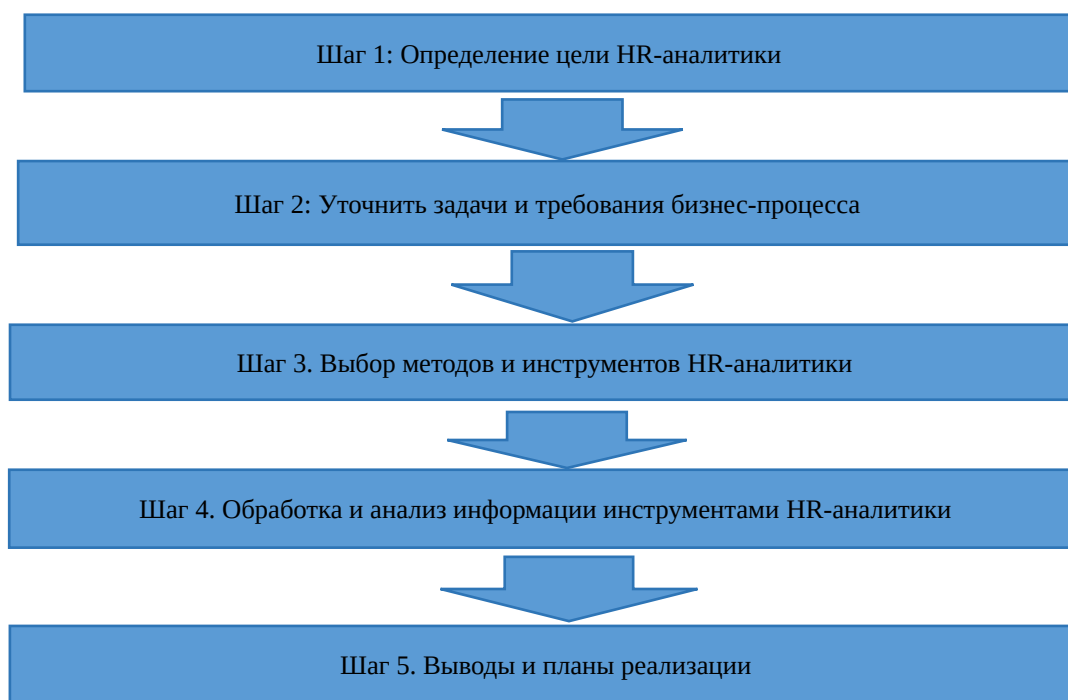 Шаг 1: Определение цели HR-аналитики
Шаг 2: Уточнить задачи и требования бизнес-процесса
Шаг 3. Выбор методов и инструментов HR-аналитики
Шаг 4. Обработка и анализ информации инструментами HR-аналитики
Шаг 5. Выводы и планы реализации